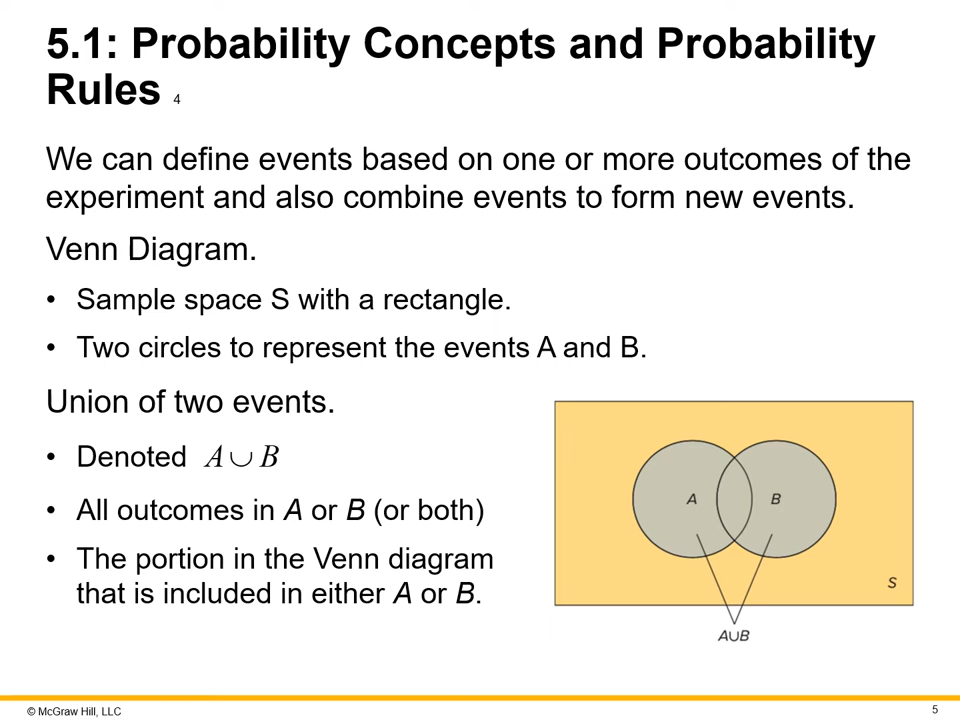 5.1: Probability Concepts and Probability
Rules 4
We can define events based on one or more outcomes of the
experiment and also combine events to form new events.
Venn Diagram.
• Sample space S with a rectangle.
• Two circles to represent the events A and B.
Union of two events.
• Denoted A ∪ B
• All outcomes in A or B (or both)
• The portion in the Venn diagram
that is included in either A or B.
A B
S
A∪B
© McGraw Hill, LLC
5